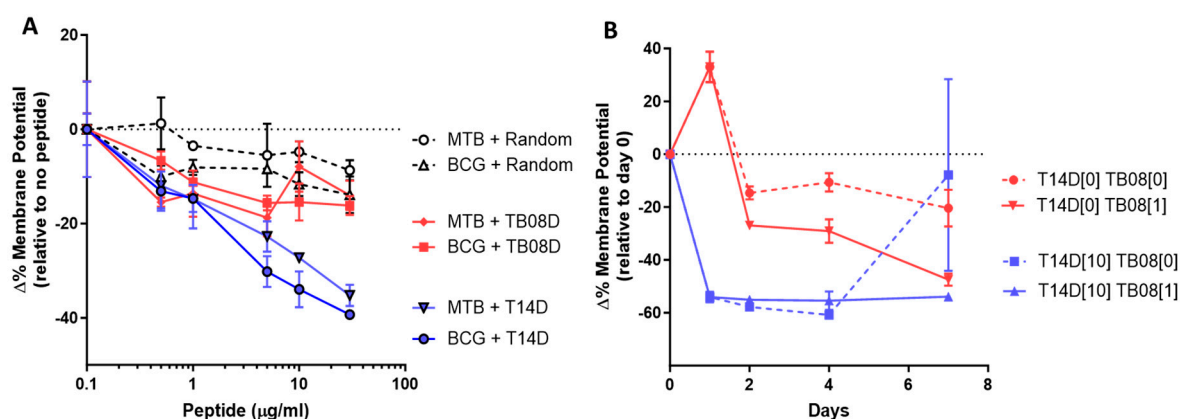 A
Δ% Membrane Potential
(relative to no peptide)
20
0
-20
-40
0.1
1
10
100
Peptide (μg/ml)
MTB + Random
BCG + Random
MTB + TB08D
BCG + TB08D
MTB + T14D
BCG + T14D
B
Δ% Membrane Potential
(relative to day 0)
40
20
0
-20
-40
-60
0
2
4
6
8
Days
T14D[0] TB08[0]
T14D[0] TB08[1]
T14D[10] TB08[0]
T14D[10] TB08[1]